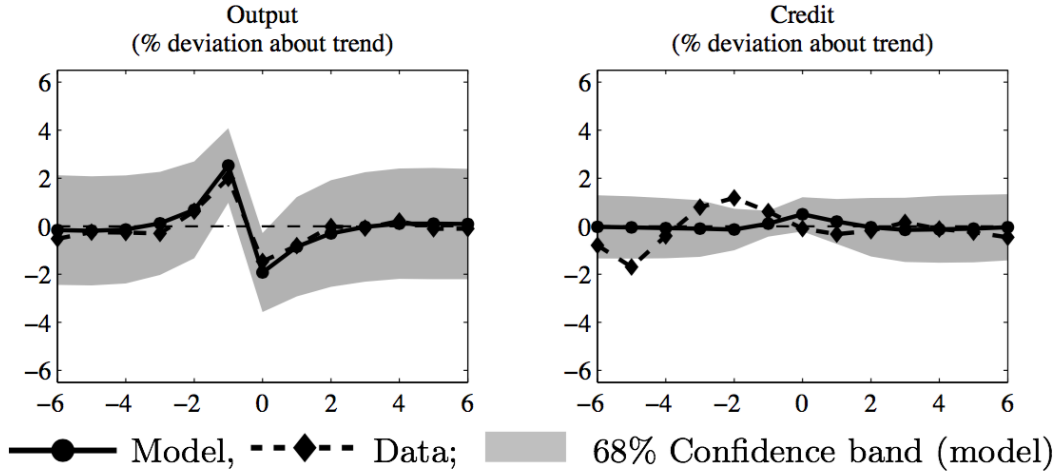 Output
(% deviation about trend)
6
4
2
0
−2
−4
−6
−6 −4 −2 0 2 4 6
Credit
(% deviation about trend)
6
4
2
0
−2
−4
−6
−6 −4 −2 0 2 4 6
Model, Data; 68% Confidence band (model)